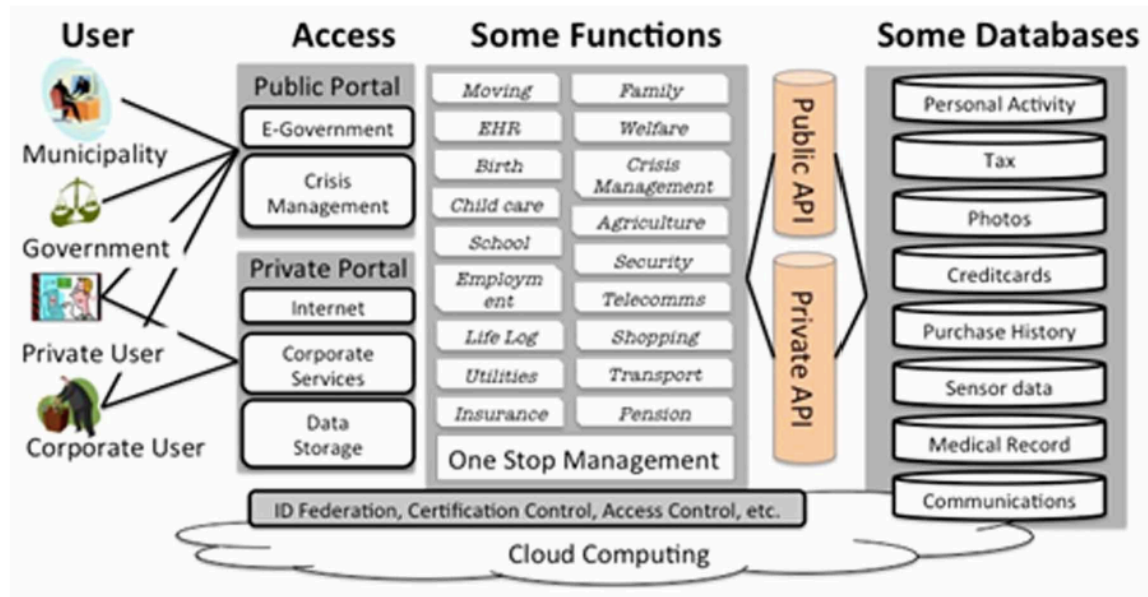 User
Access
Some Functions
Some Databases
Municipality
Government
Private User
Corporate User
Public Portal
E-Government
Crisis
Management
Private Portal
Internet
Corporate
Services
Data
Storage
Moving
EHR
Birth
Child care
School
Employm
ent
Life Log
Utilities
Insurance
Family
Welfare
Crisis
Management
Agriculture
Security
Telecomms
Shopping
Transport
Pension
One Stop Management
Public API
Private API
Personal Activity
Tax
Photos
Creditcards
Purchase History
Sensor data
Medical Record
Communications
ID Federation, Certification Control, Access Control, etc.
Cloud Computing